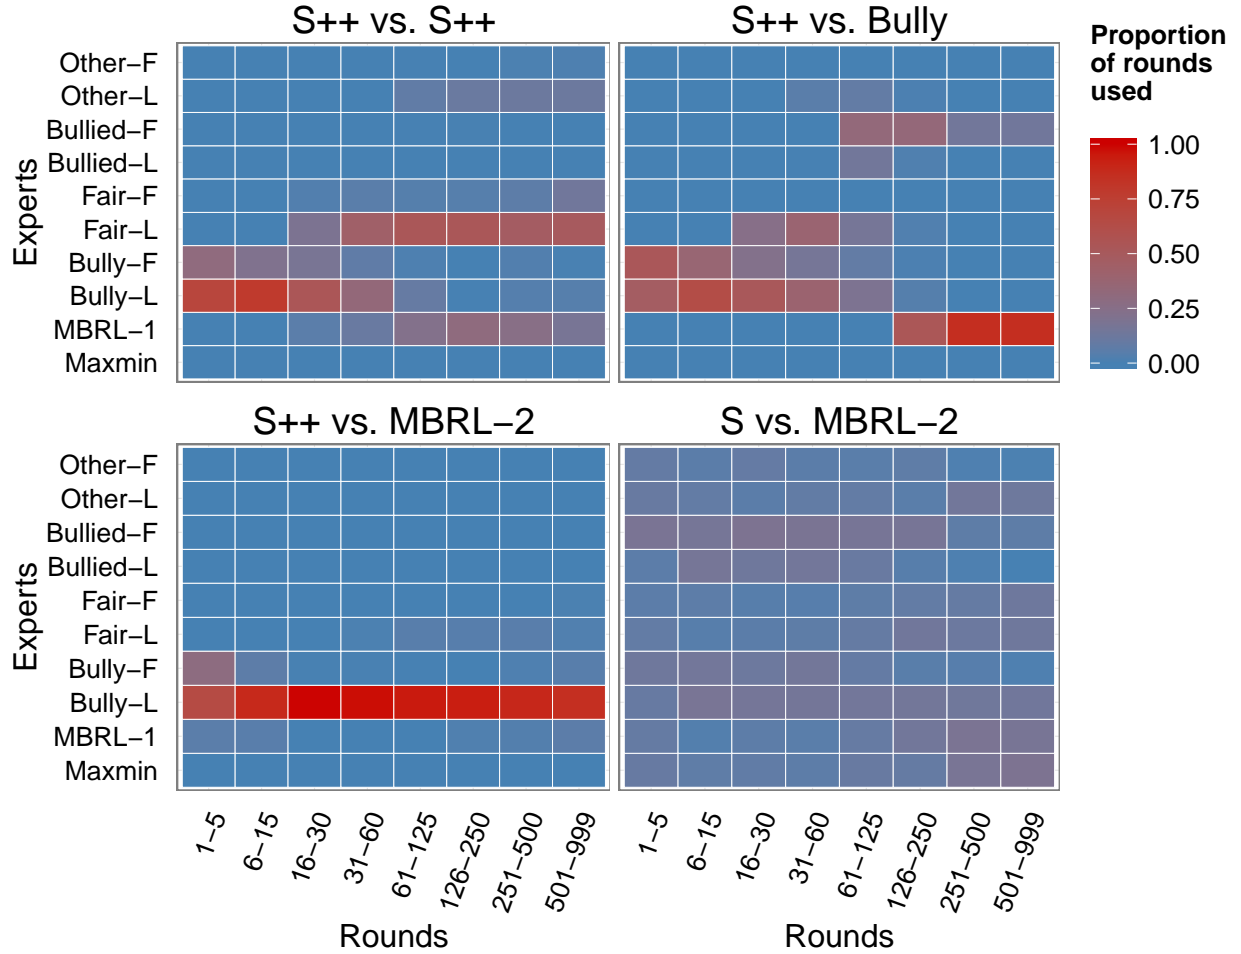 S++ vs. S++
S++ vs. Bully
Proportion
of rounds
used
1.00
0.75
0.50
0.25
0.00
Experts
Other−F
Other−L
Bullied−F
Bullied−L
Fair−F
Fair−L
Bully−F
Bully−L
MBRL−1
Maxmin
S++ vs. MBRL−2
S vs. MBRL−2
Experts
Other−F
Other−L
Bullied−F
Bullied−L
Fair−F
Fair−L
Bully−F
Bully−L
MBRL−1
Maxmin
1−5
6−15
16−30
31−60
61−125
126−250
251−500
501−999
1−5
6−15
16−30
31−60
61−125
126−250
251−500
501−999
Rounds
Rounds